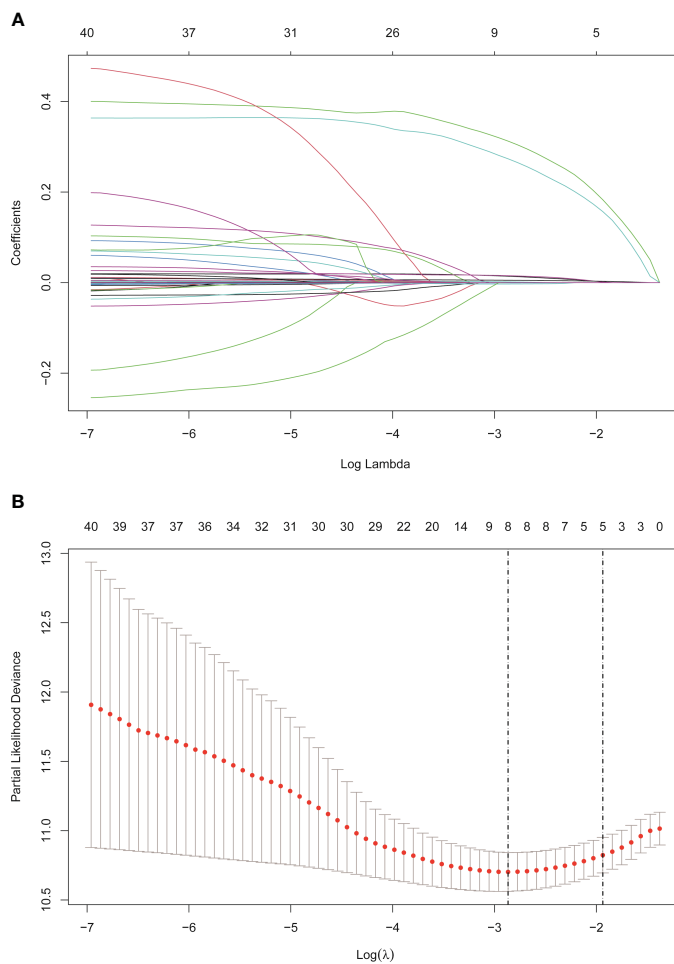 A
40 37 31 26 9 5
0.4
0.2
0.0
−0.2
Coefficients
−7 −6 −5 −4 −3 −2
Log Lambda
B
40 39 37 37 36 34 32 31 30 30 29 22 20 14 9 8 8 8 7 5 5 3 3 0
13.0
12.5
12.0
11.5
11.0
10.5
Partial Likelihood Deviance
−7 −6 −5 −4 −3 −2
Log(λ)